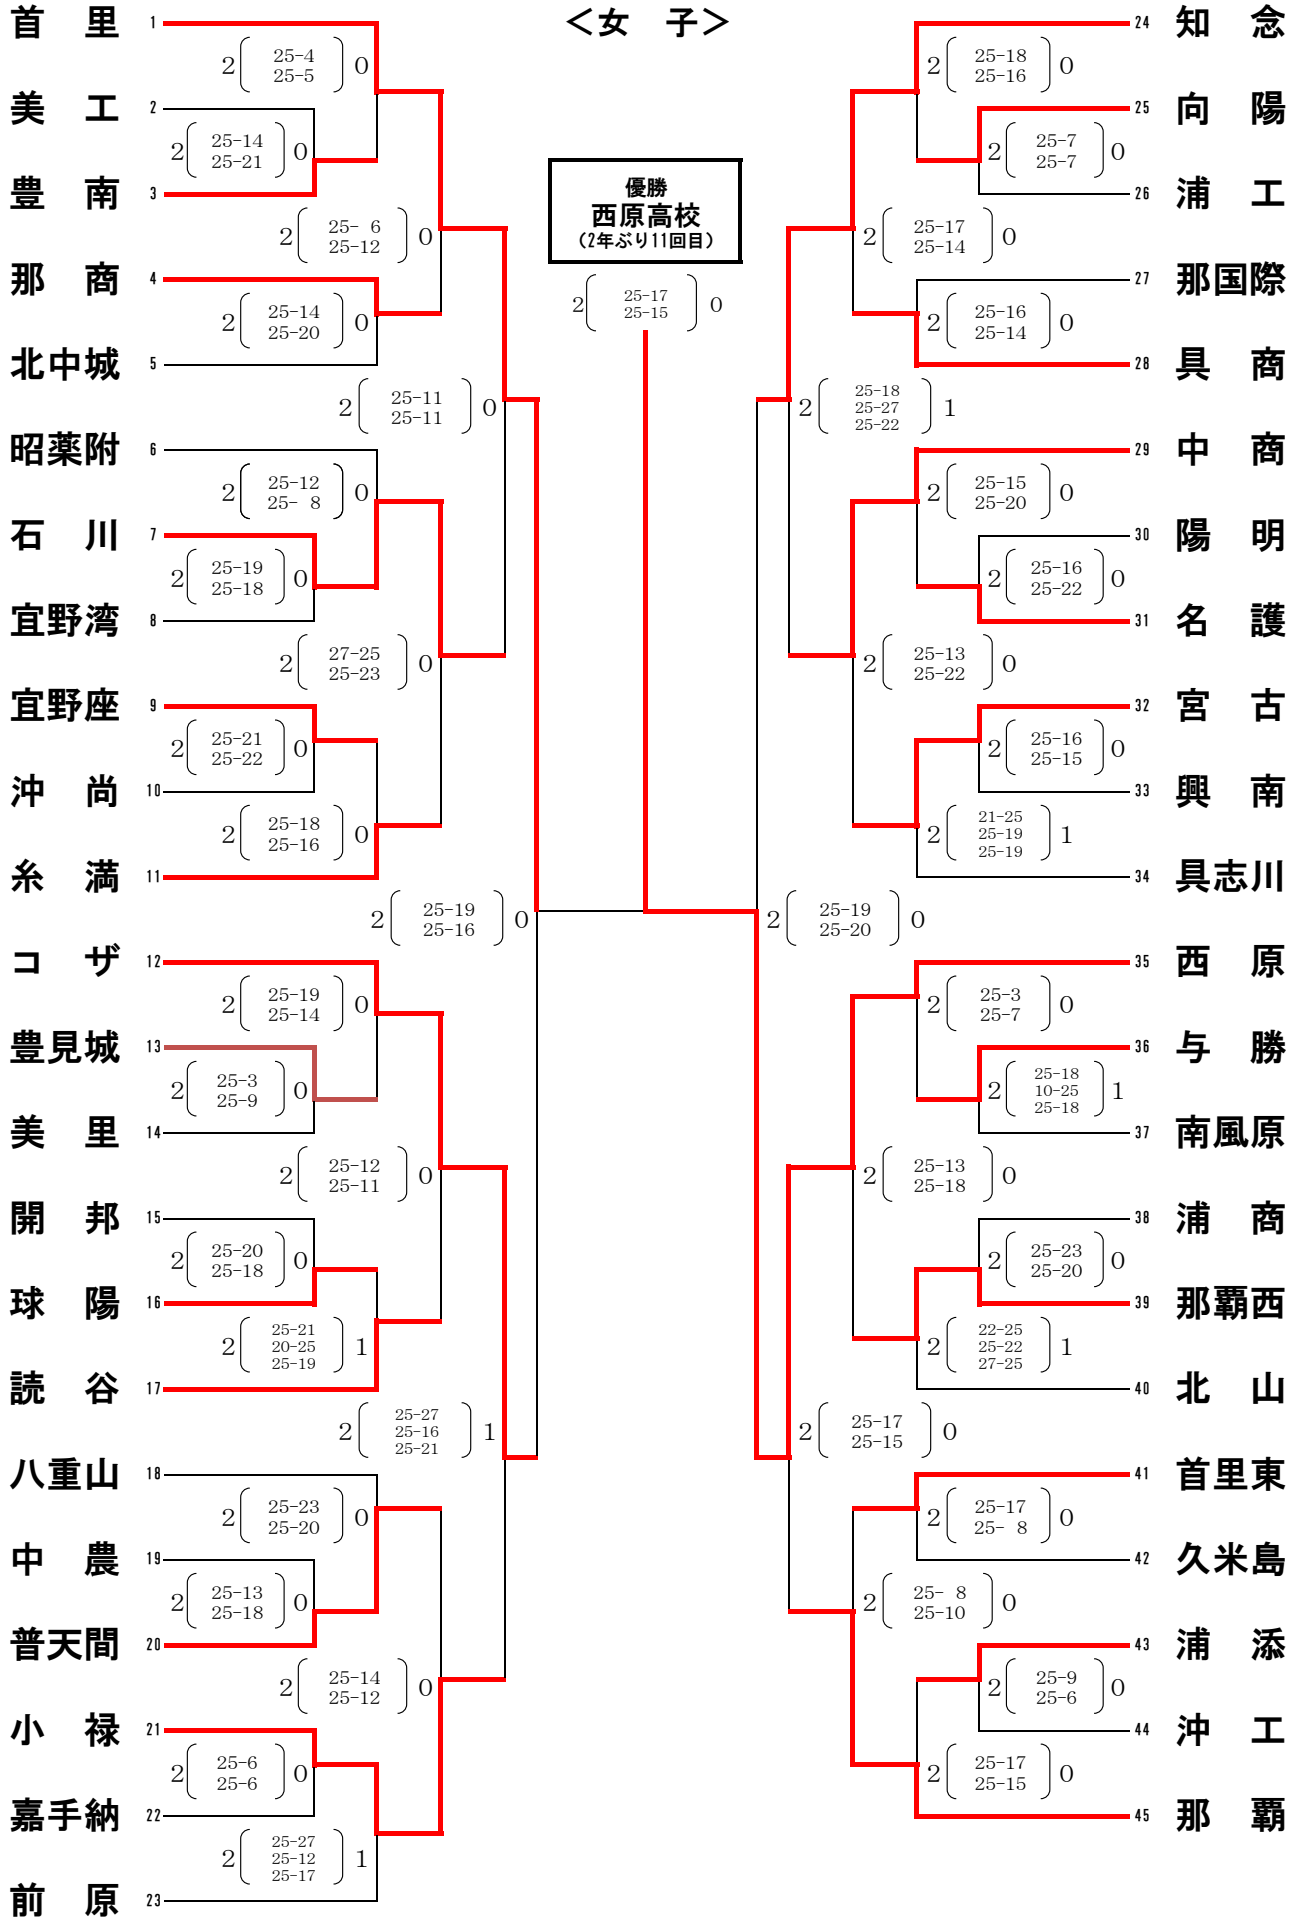 ＜女　子＞
優勝
西原高校
（2年ぶり11回目）
2 25-17 0
25-15
首　里 1
2 25-4 0
25-5
美　工 2
2 25-14 0
25-21
豊　南 3
2 25- 6 0
25-12
那　商 4
2 25-14 0
25-20
北中城 5
2 25-11 0
25-11
昭薬附 6
2 25-12 0
25- 8
石　川 7
2 25-19 0
25-18
宜野湾 8
2 27-25 0
25-23
宜野座 9
2 25-21 0
25-22
沖　尚 10
2 25-18 0
25-16
糸　満 11
2 25-19 0
25-16
コ　ザ 12
2 25-19 0
25-14
豊見城 13
2 25-3 0
25-9
美　里 14
2 25-12 0
25-11
開　邦 15
2 25-20 0
25-18
球　陽 16
2 25-21 1
20-25
25-19
読　谷 17
2 25-27 1
25-16
25-21
八重山 18
2 25-23 0
25-20
中　農 19
2 25-13 0
25-18
普天間 20
2 25-14 0
25-12
小　禄 21
2 25-6 0
25-6
嘉手納 22
2 25-27 1
25-12
25-17
前　原 23
24 知　念
2 25-18 0
25-16
25 向　陽
2 25-7 0
25-7
26 浦　工
2 25-17 0
25-14
27 那国際
2 25-16 0
25-14
28 具　商
2 25-18 1
25-27
25-22
29 中　商
2 25-15 0
25-20
30 陽　明
2 25-16 0
25-22
31 名　護
2 25-13 0
25-22
32 宮　古
2 25-16 0
25-15
33 興　南
2 21-25 1
25-19
25-19
34 具志川
2 25-19 0
25-20
35 西　原
2 25-3 0
25-7
36 与　勝
2 25-18 1
10-25
25-18
37 南風原
2 25-13 0
25-18
38 浦　商
2 25-23 0
25-20
39 那覇西
2 22-25 1
25-22
27-25
40 北　山
2 25-17 0
25-15
41 首里東
2 25-17 0
25- 8
42 久米島
2 25- 8 0
25-10
43 浦　添
2 25-9 0
25-6
44 沖　工
2 25-17 0
25-15
45 那　覇